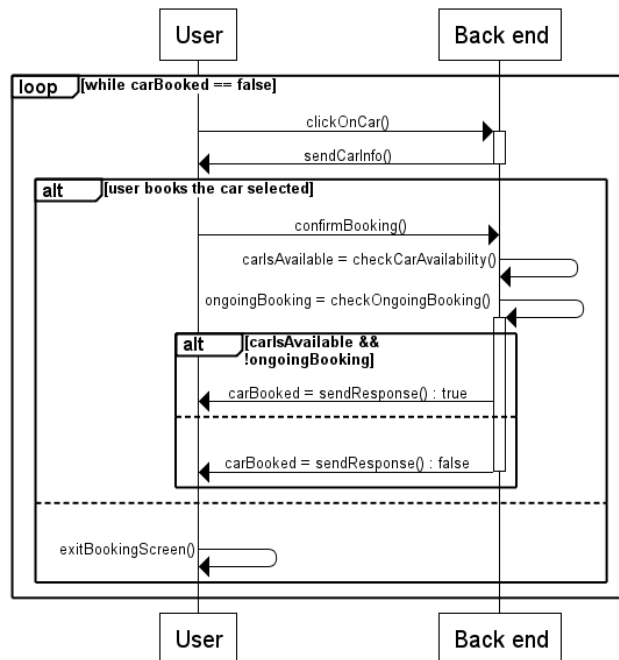 User
Back end
loop
[while carBooked == false]
clickOnCar()
sendCarInfo()
alt
[user books the car selected]
confirmBooking()
carIsAvailable = checkCarAvailability()
ongoingBooking = checkOngoingBooking()
alt
[carIsAvailable &&
!ongoingBooking]
carBooked = sendResponse() : true
carBooked = sendResponse() : false
exitBookingScreen()
User
Back end